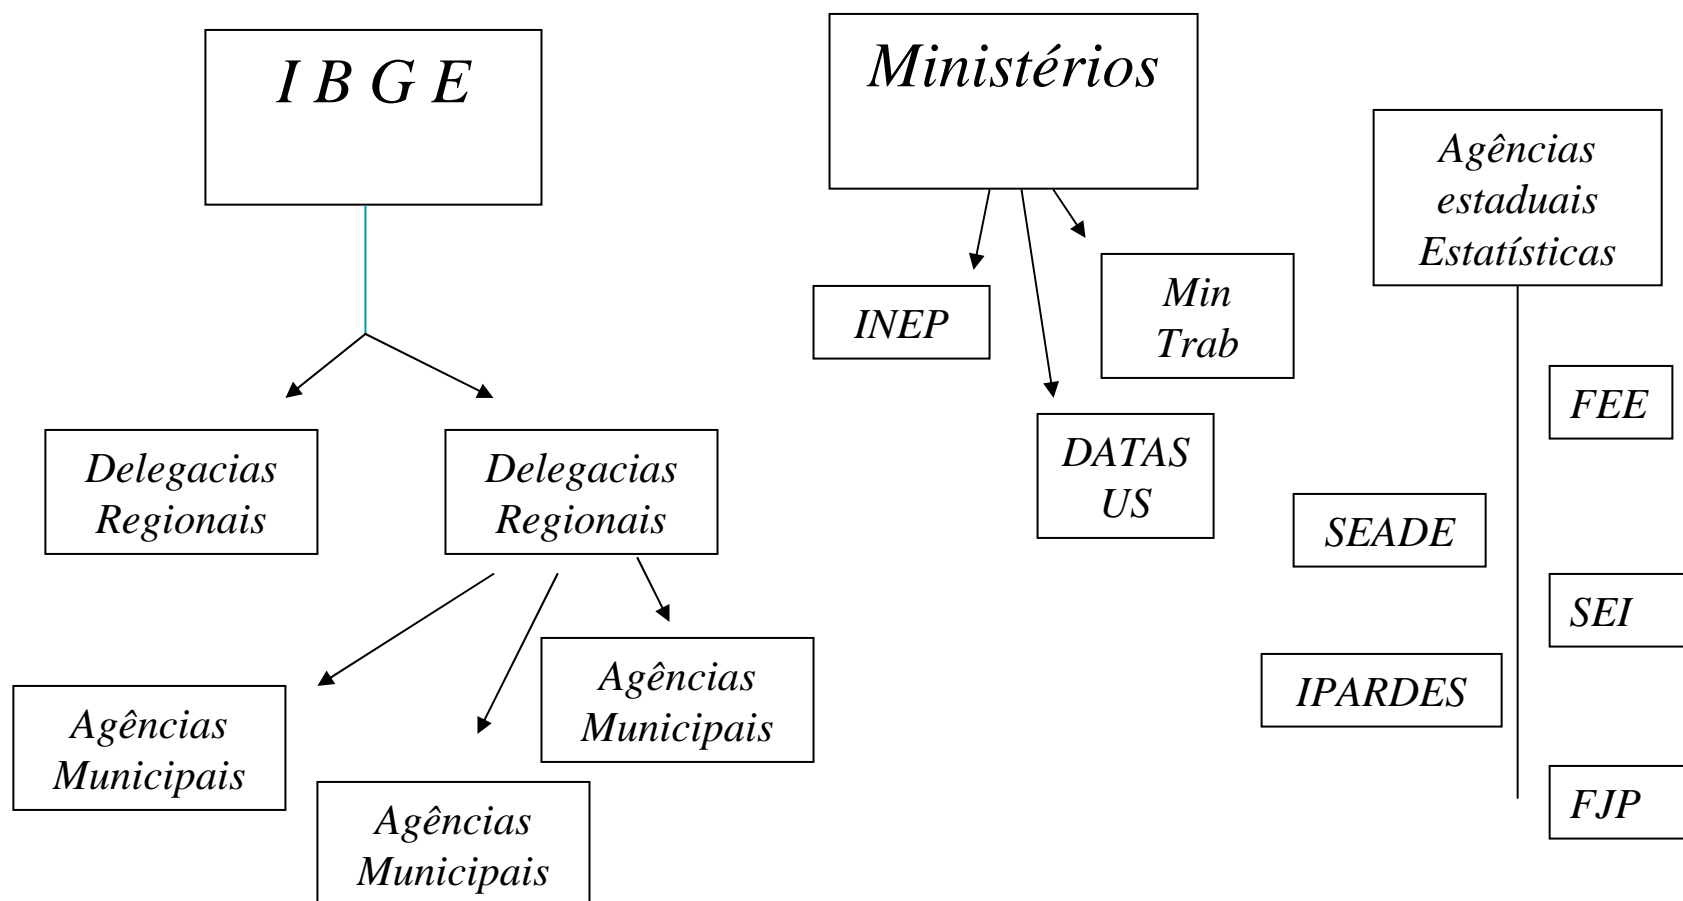 I B G E
Ministérios
Agências
estaduais
Estatísticas
INEP
Min
Trab
FEE
DATAS
US
Delegacias
Regionais
Delegacias
Regionais
SEADE
SEI
IPARDES
Agências
Municipais
Agências
Municipais
Agências
Municipais
FJP